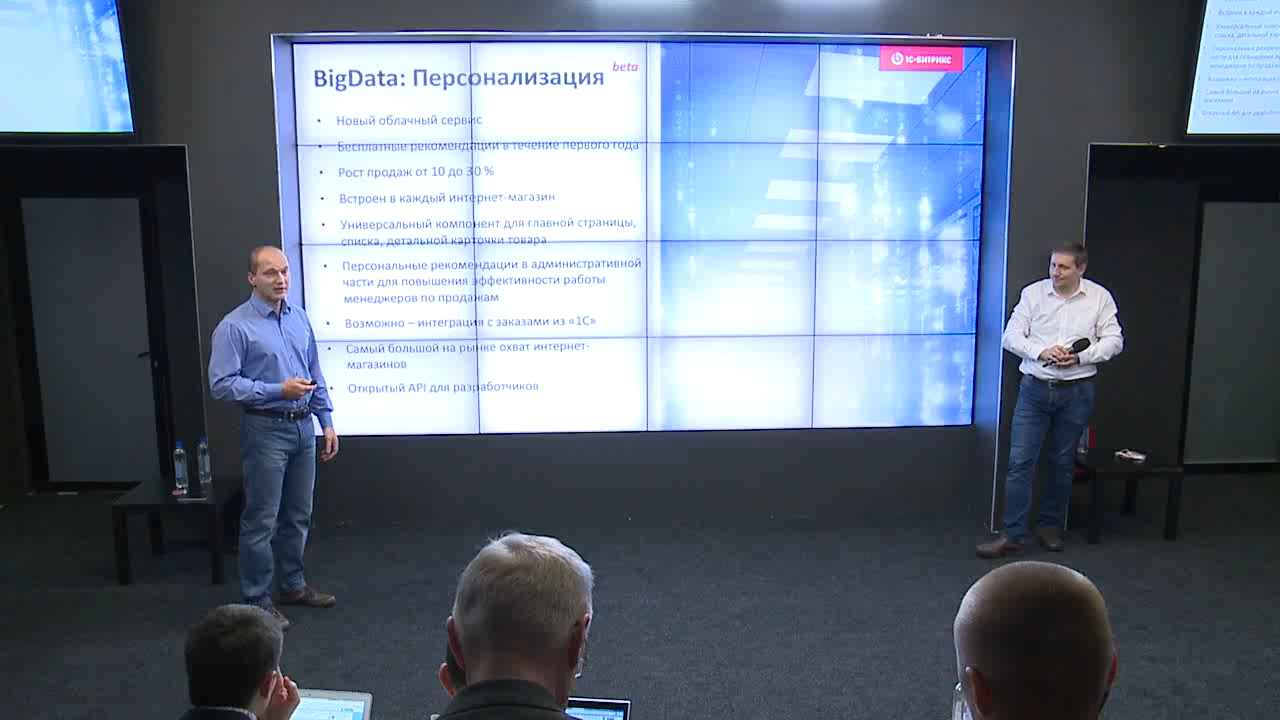 BigData: Персонализация beta
1С-БИТРИКС
• Новый облачный сервис
• Бесплатные рекомендации в течение первого года
• Рост продаж от 10 до 30 %
• Встроен в каждый интернет-магазин
• Универсальный компонент для главной страницы,
списка, детальной карточки товара
• Персональные рекомендации в административной
части для повышения эффективности работы
менеджеров по продажам
• Возможно – интеграция с заказами из «1С»
• Самый большой на рынке охват интернет-
магазинов
• Открытый API для разработчиков